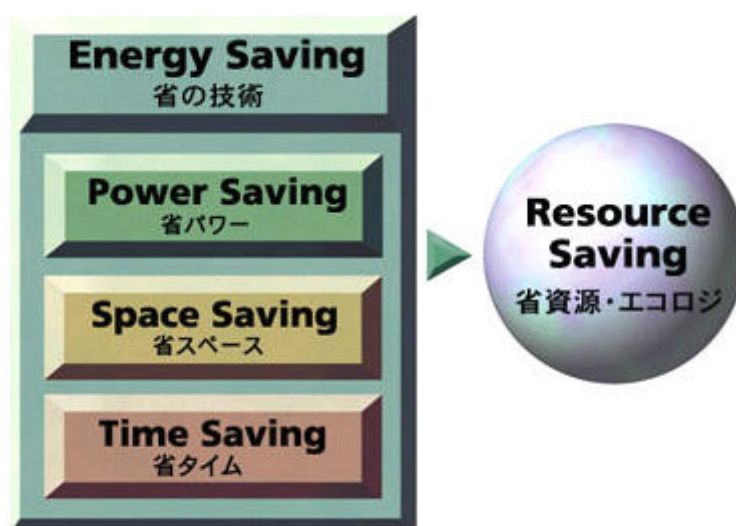 Energy Saving
省の技術
Power Saving
省パワー
Space Saving
省スペース
Time Saving
省タイム
Resource
Saving
省資源・エコロジ